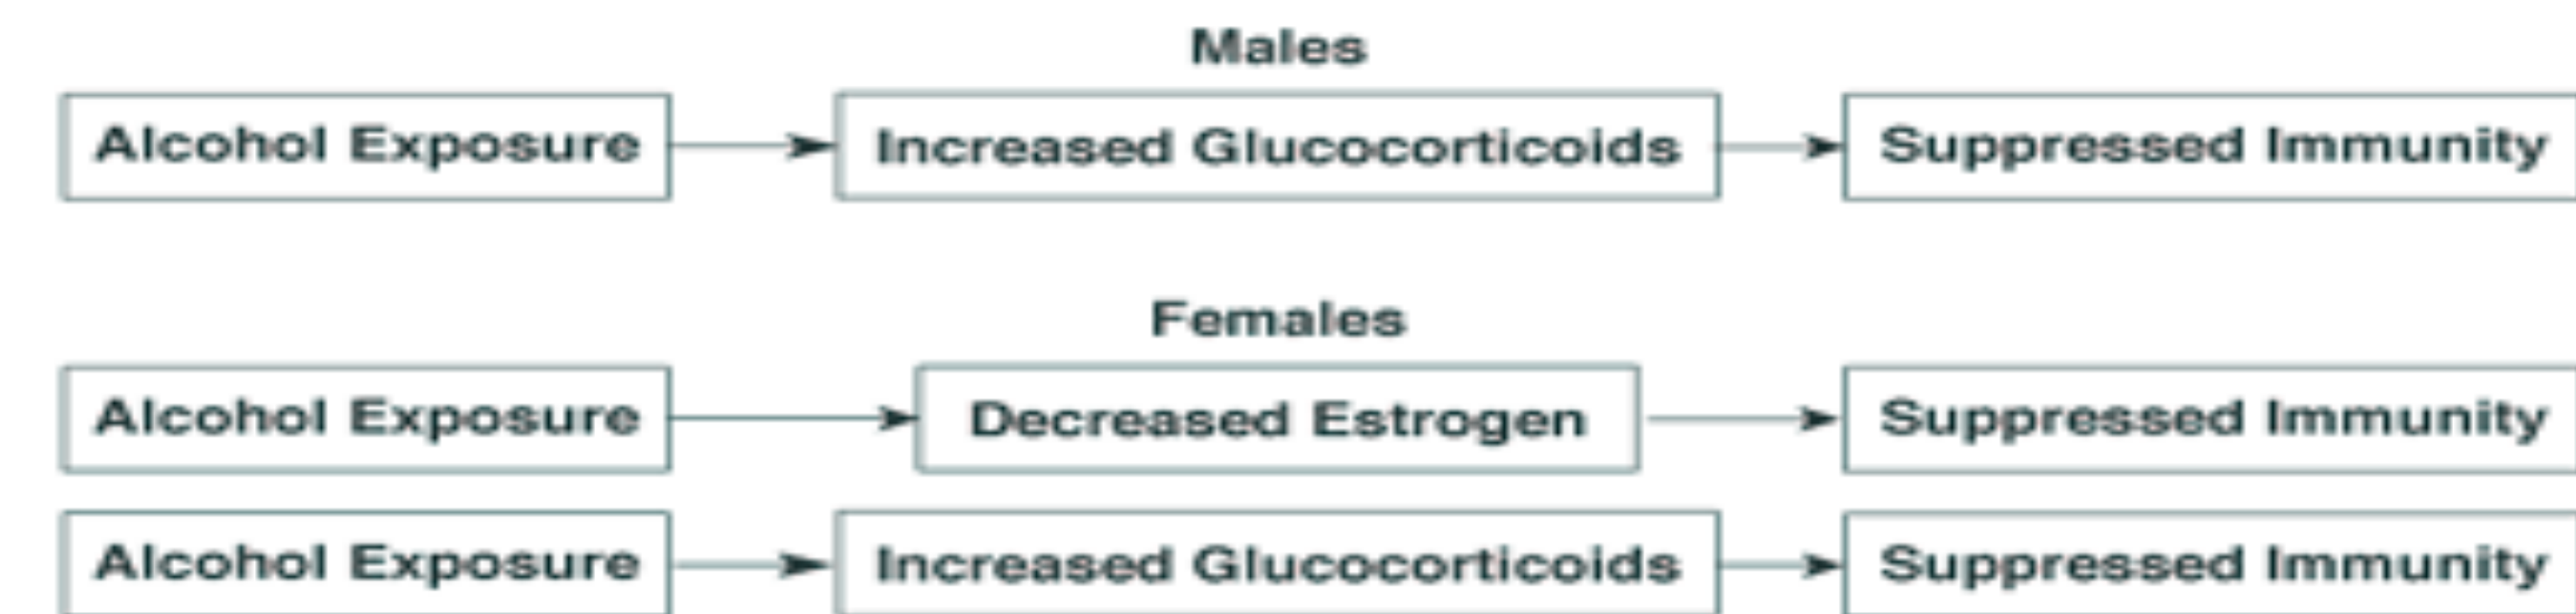 Males
Alcohol Exposure Increased Glucocorticoids Suppressed Immunity
Females
Alcohol Exposure Decreased Estrogen Suppressed Immunity
Alcohol Exposure Increased Glucocorticoids Suppressed Immunity